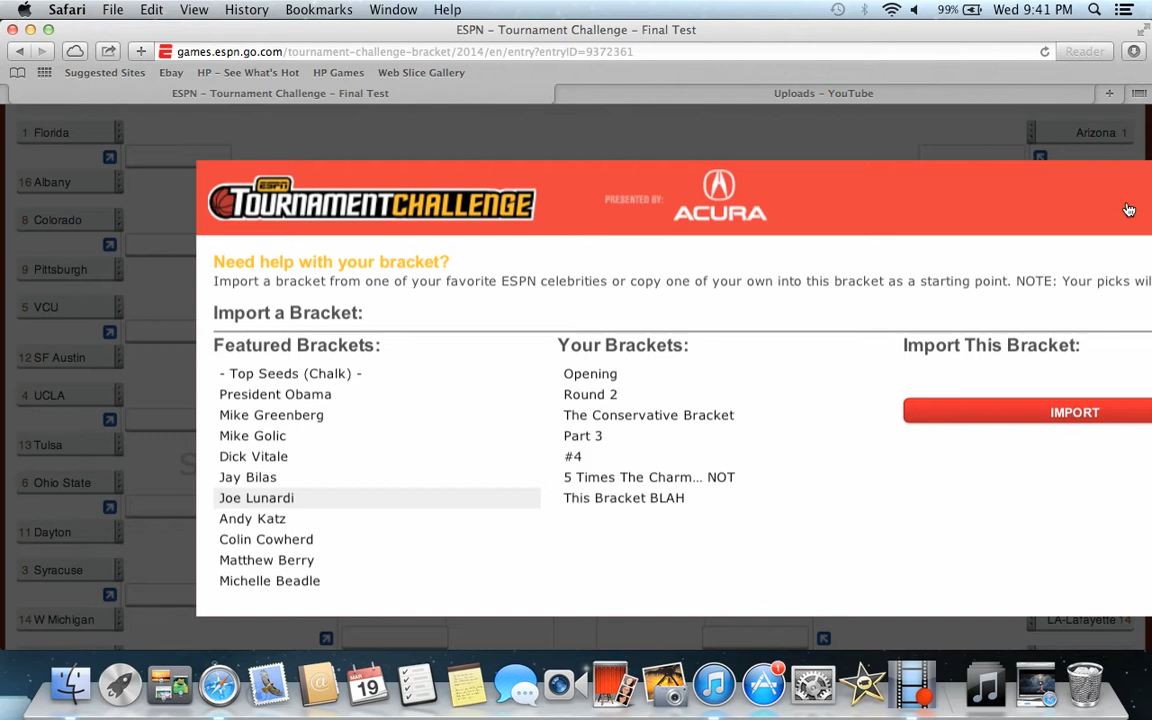 Safari File Edit View History Bookmarks Window Help 99% Wed 9:41 PM
ESPN – Tournament Challenge – Final Test
games.espn.go.com/tournament-challenge-bracket/2014/en/entry?entryID=9372361 Reader
Suggested Sites Ebay HP – See What's Hot HP Games Web Slice Gallery
ESPN – Tournament Challenge – Final Test Uploads – YouTube
1 Florida
Arizona 1
16 Albany
8 Colorado
9 Pittsburgh
5 VCU
12 SF Austin
4 UCLA
13 Tulsa
6 Ohio State
11 Dayton
3 Syracuse
14 W Michigan
LA-Lafayette 14
ESPN
TOURNAMENTCHALLENGE
PRESENTED BY:
ACURA
Need help with your bracket?
Import a bracket from one of your favorite ESPN celebrities or copy one of your own into this bracket as a starting point. NOTE: Your picks wil
Import a Bracket:
Featured Brackets:
- Top Seeds (Chalk) -
President Obama
Mike Greenberg
Mike Golic
Dick Vitale
Jay Bilas
Joe Lunardi
Andy Katz
Colin Cowherd
Matthew Berry
Michelle Beadle
Your Brackets:
Opening
Round 2
The Conservative Bracket
Part 3
#4
5 Times The Charm... NOT
This Bracket BLAH
Import This Bracket:
IMPORT
MAR
19
1